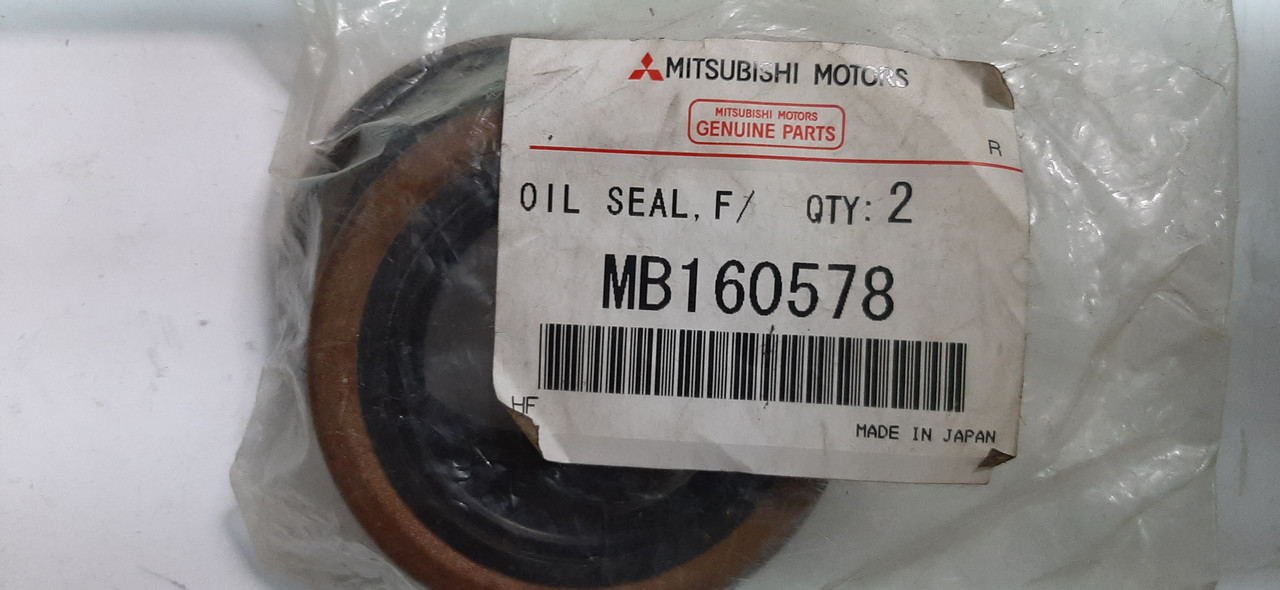 MITSUBISHI MOTORS
MITSUBISHI MOTORS
GENUINE PARTS
R
OIL SEAL, F/ QTY: 2
MB160578
HF
MADE IN JAPAN